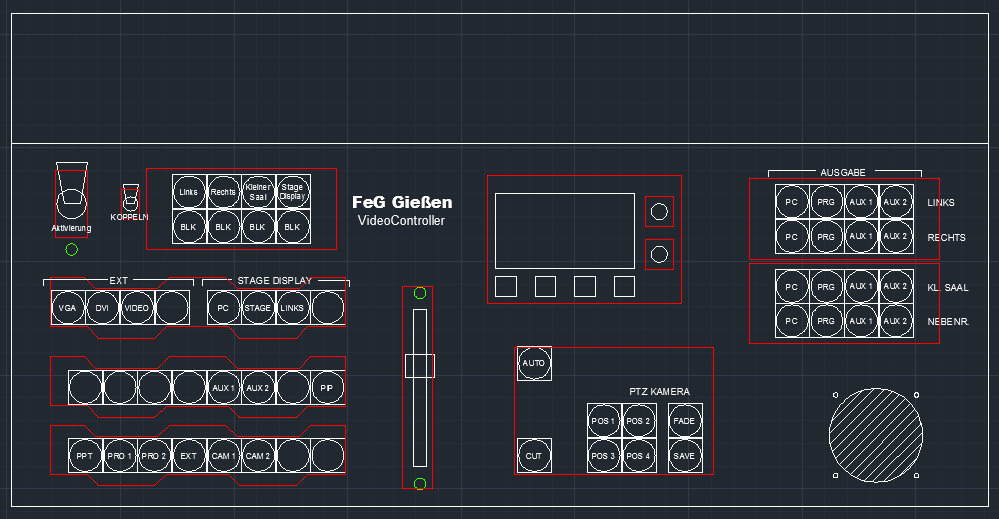 AUSGABE
Links Rechts Kleiner Saal Stage Display
FeG Gießen
VideoController
PC PRG AUX 1 AUX 2 LINKS
KOPPELN
Aktivierung
BLK BLK BLK BLK
PC PRG AUX 1 AUX 2 RECHTS
EXT
STAGE DISPLAY
PC PRG AUX 1 AUX 2 KL. SAAL
VGA DVI VIDEO PC STAGE LINKS
PC PRG AUX 1 AUX 2 NEBENR.
AUTO
AUX 1 AUX 2 PIP
PTZ KAMERA
POS 1 POS 2 FADE
PPT PRO 1 PRO 2 EXT CAM 1 CAM 2
CUT
POS 3 POS 4 SAVE